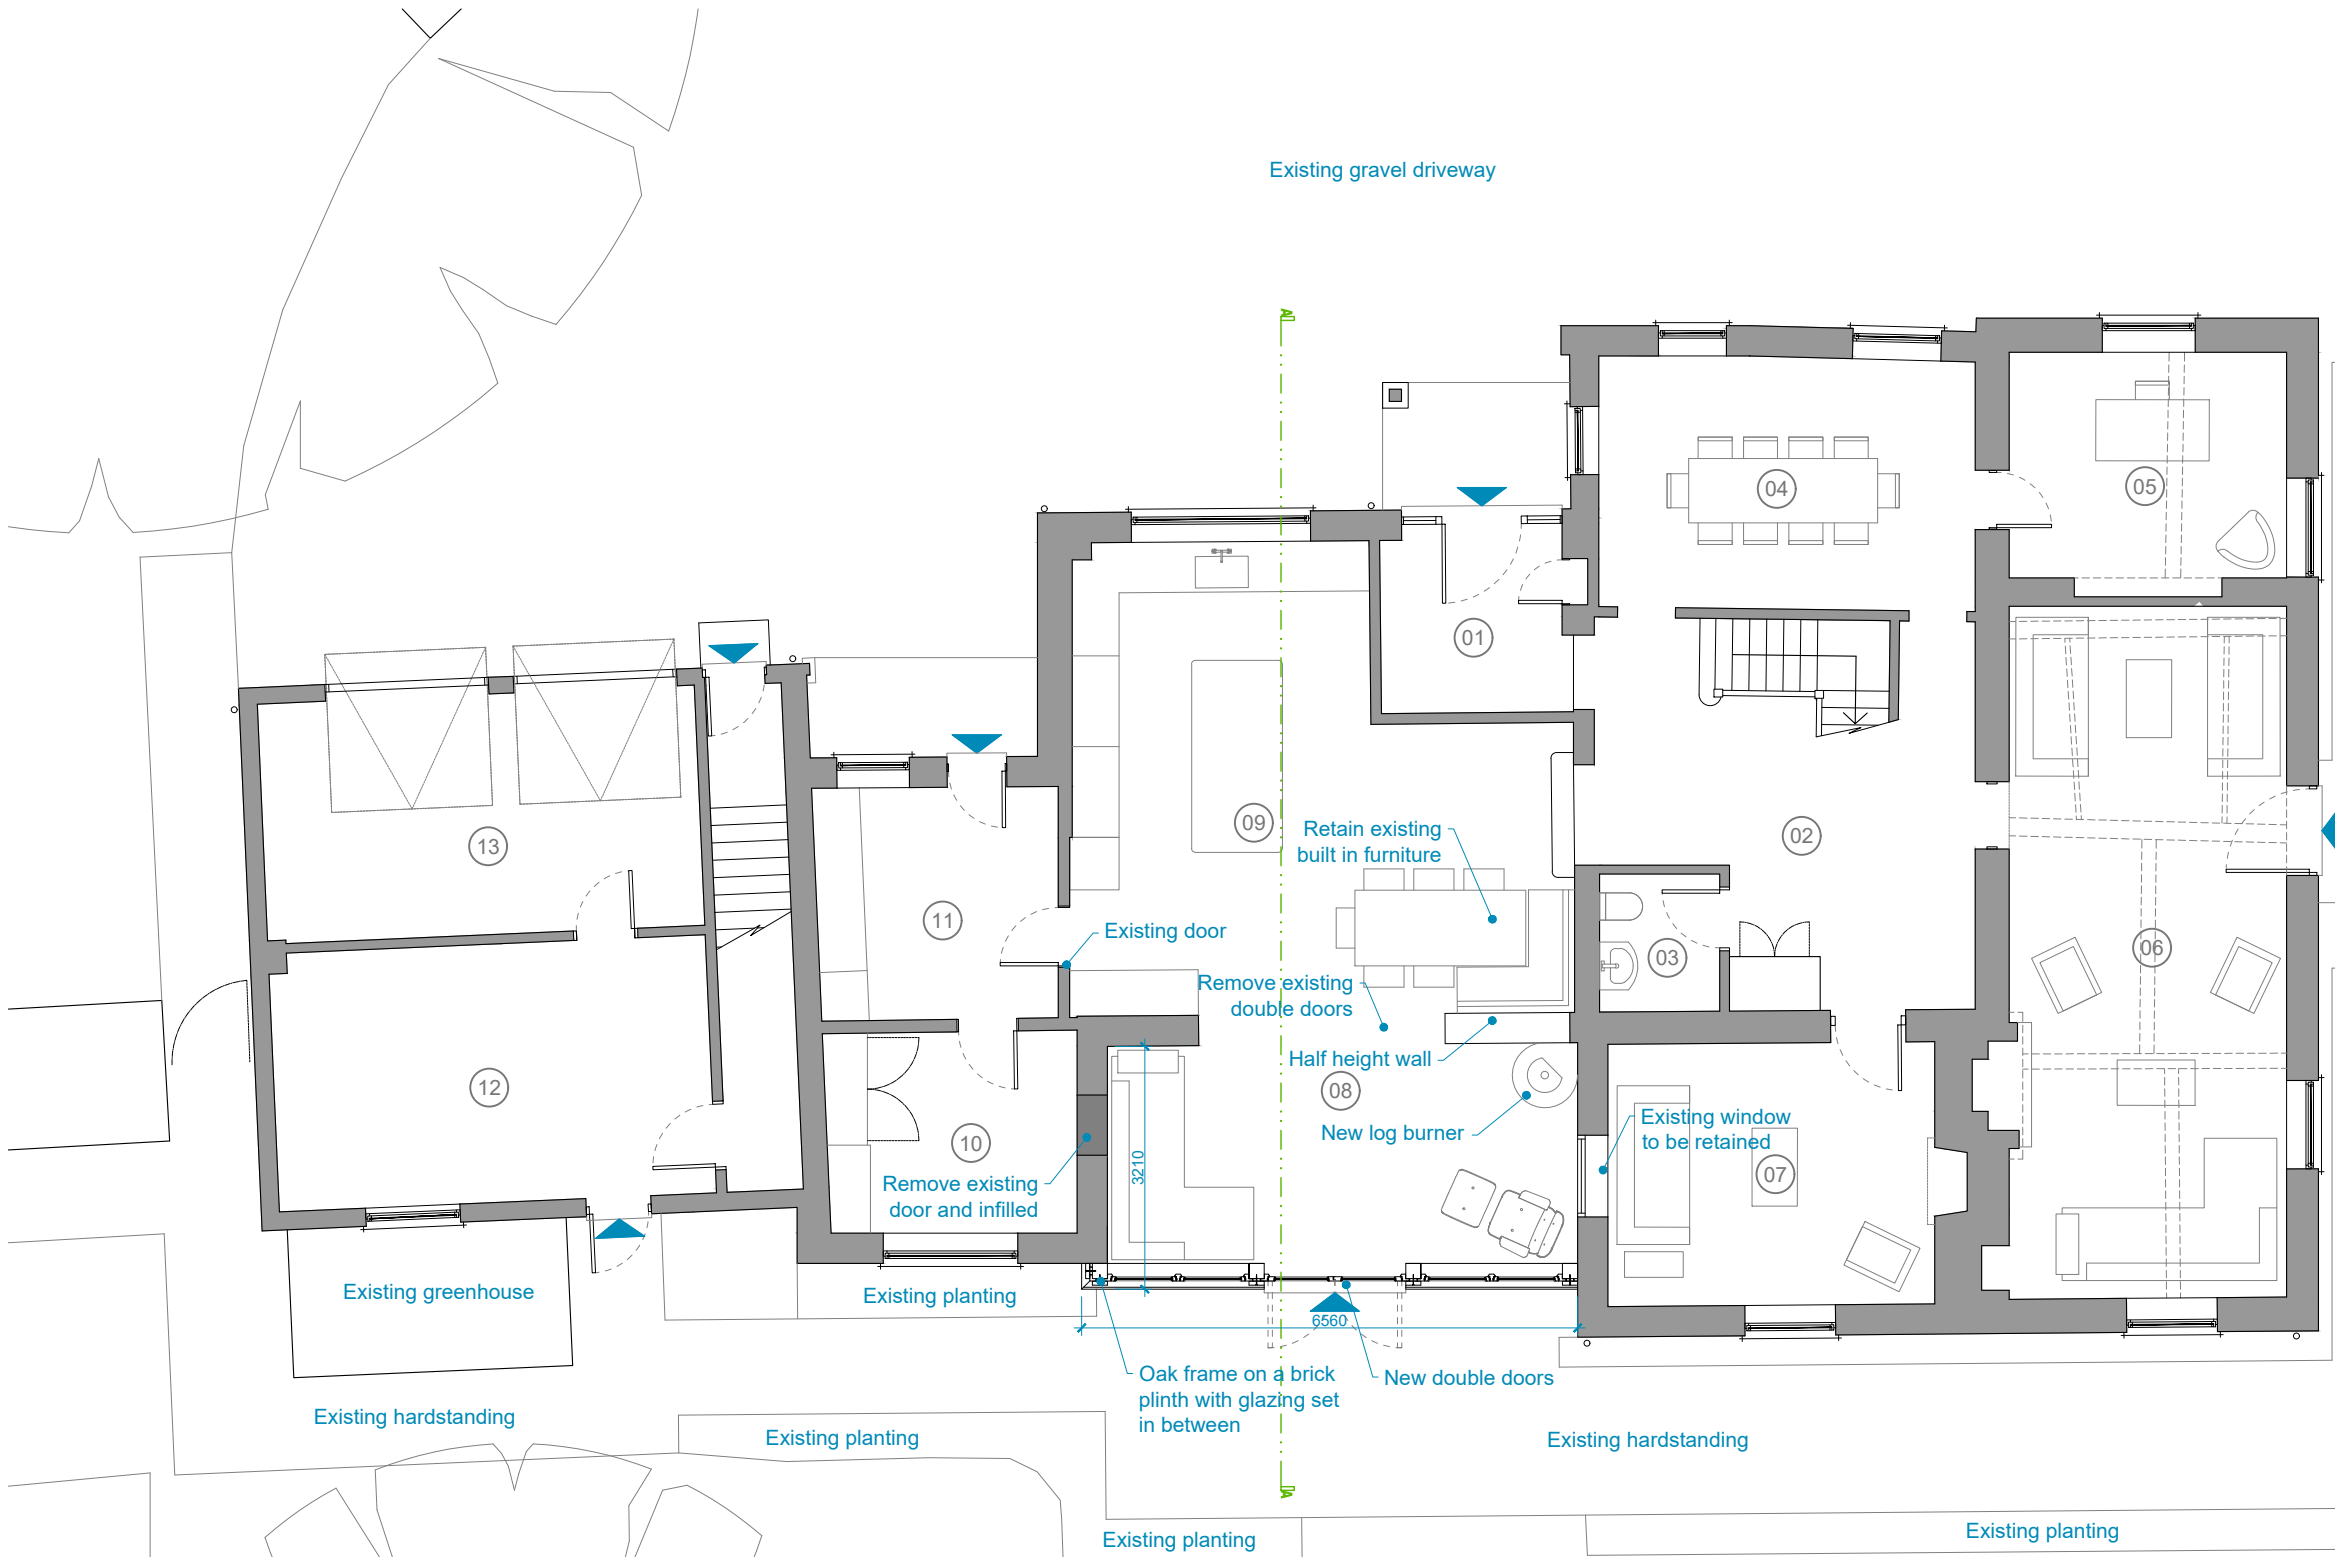 Existing gravel driveway
A
04
05
01
13
09
Retain existing
built in furniture
02
11
Existing door
03
06
Remove existing
double doors
Half height wall
12
08
10
New log burner
Existing window
to be retained
07
3210
Remove existing
door and infilled
Existing greenhouse
Existing planting
6560
Oak frame on a brick
plinth with glazing set
in between
New double doors
Existing hardstanding
Existing planting
Existing hardstanding
A
Existing planting
Existing planting